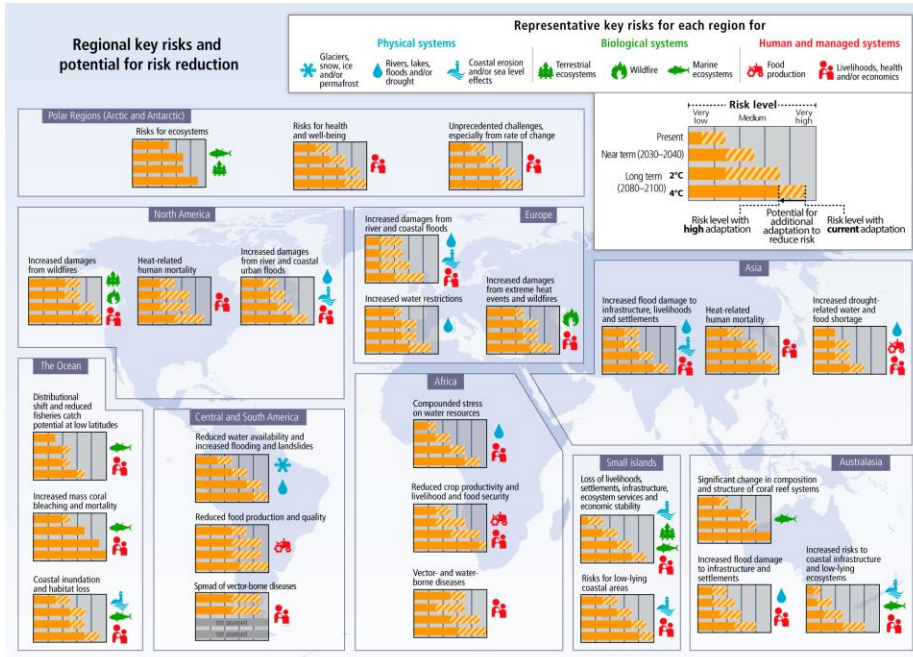 Regional key risks and
potential for risk reduction
Representative key risks for each region for
Physical systems
Biological systems
Human and managed systems
Glaciers,
snow, ice
and/or
permafrost
Rivers, lakes,
floods and/or
drought
Coastal erosion
and/or sea level
effects
Terrestrial
ecosystems
Wildfire
Marine
ecosystems
Food
production
Livelihoods, health
and/or economics
Risk level
Very
low
Medium
Very
high
Present
Near term (2030–2040)
Long term
(2080–2100)
2°C
4°C
Risk level with
high adaptation
Potential for
additional
adaptation to
reduce risk
Risk level with
current adaptation
Polar Regions (Arctic and Antarctic)
Risks for ecosystems
Risks for health
and well-being
Unprecedented challenges,
especially from rate of change
North America
Increased damages
from wildfires
Heat-related
human mortality
Increased damages
from river and coastal
urban floods
Europe
Increased damages from
river and coastal floods
Increased water restrictions
Increased damages
from extreme heat
events and wildfires
Asia
Increased flood damage to
infrastructure, livelihoods
and settlements
Heat-related
human mortality
Increased drought-
related water and
food shortage
The Ocean
Distributional
shift and reduced
fisheries catch
potential at low latitudes
Increased mass coral
bleaching and mortality
Coastal inundation
and habitat loss
Central and South America
Reduced water availability and
increased flooding and landslides
Reduced food production and quality
Spread of vector-borne diseases
not assessed
not assessed
Africa
Compounded stress
on water resources
Reduced crop productivity and
livelihood and food security
Vector- and water-
borne diseases
Small islands
Loss of livelihoods,
settlements, infrastructure,
ecosystem services and
economic stability
Risks for low-lying
coastal areas
Australasia
Significant change in composition
and structure of coral reef systems
Increased flood damage
to infrastructure and
settlements
Increased risks to
coastal infrastructure
and low-lying
ecosystems